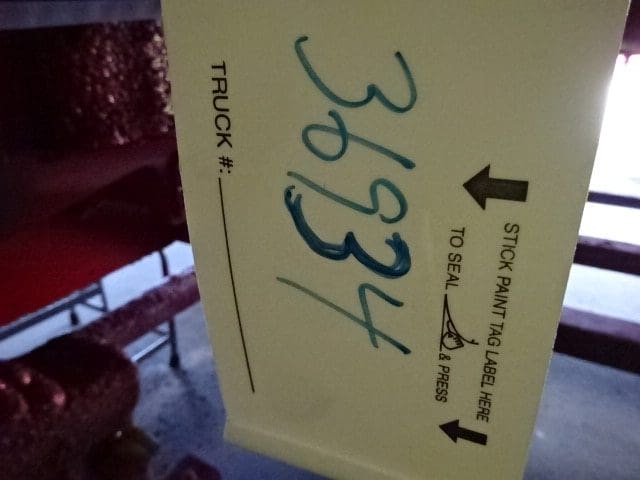 STICK PAINT TAG LABEL HERE
TO SEAL & PRESS
36934
TRUCK #: